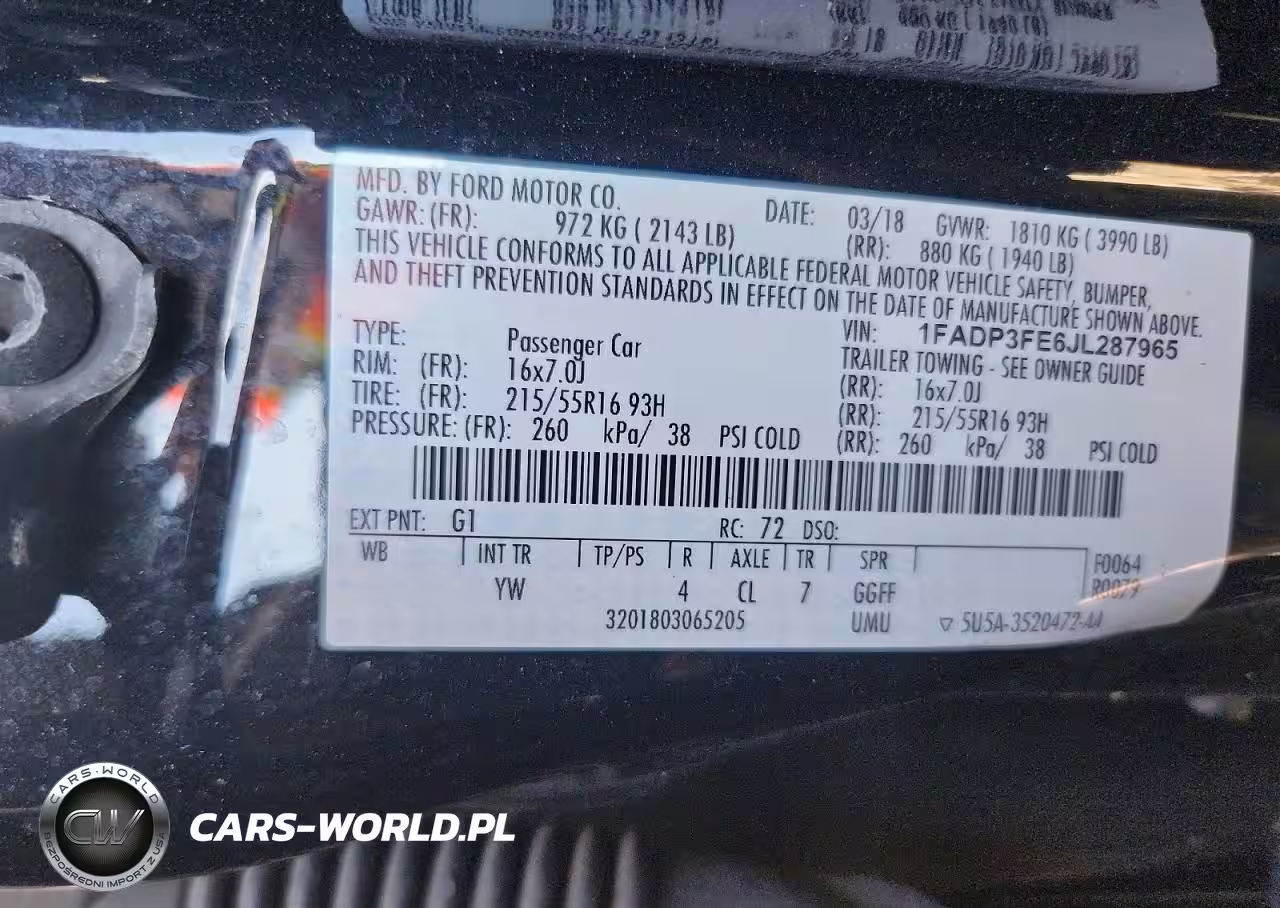 MFD. BY FORD MOTOR CO. DATE: 03/18 GVWR: 1810 KG ( 3990 LB)
GAWR: (FR): 972 KG ( 2143 LB) (RR): 880 KG ( 1940 LB)
THIS VEHICLE CONFORMS TO ALL APPLICABLE FEDERAL MOTOR VEHICLE SAFETY, BUMPER,
AND THEFT PREVENTION STANDARDS IN EFFECT ON THE DATE OF MANUFACTURE SHOWN ABOVE.
VIN: 1FADP3FE6JL287965
TYPE: Passenger Car TRAILER TOWING - SEE OWNER GUIDE
RIM: (FR): 16x7.0J (RR): 16x7.0J
TIRE: (FR): 215/55R16 93H (RR): 215/55R16 93H
PRESSURE: (FR): 260 kPa/ 38 PSI COLD (RR): 260 kPa/ 38 PSI COLD
EXT PNT: G1 RC: 72 DSO:
WB INT TR TP/PS R AXLE TR SPR F0064
YW 4 CL 7 GGFF R0079
3201803065205 UMU ▽ 5U5A-3520472-AA
CARS-WORLD
CW
BEZPOŚREDNI IMPORT Z USA
CARS-WORLD.PL